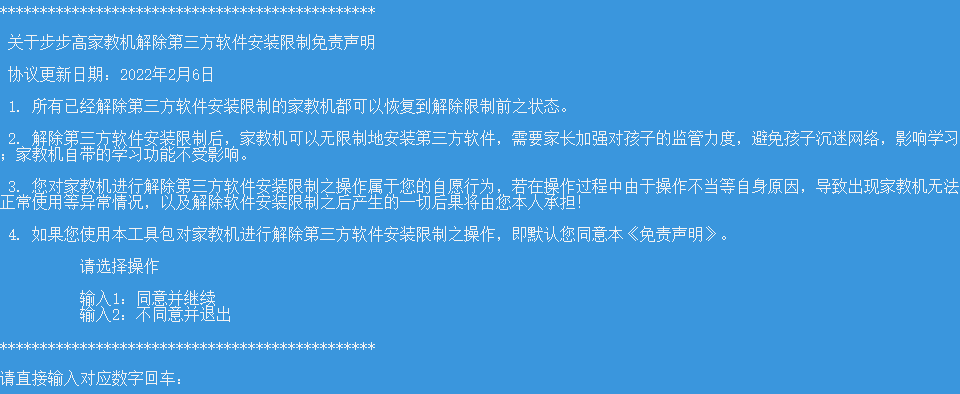 ***********************************************
关于步步高家教机解除第三方软件安装限制免责声明
协议更新日期：2022年2月6日
1. 所有已经解除第三方软件安装限制的家教机都可以恢复到解除限制前之状态。
2. 解除第三方软件安装限制后，家教机可以无限制地安装第三方软件，需要家长加强对孩子的监管力度，避免孩子沉迷网络，影响学习
；家教机自带的学习功能不受影响。
3. 您对家教机进行解除第三方软件安装限制之操作属于您的自愿行为，若在操作过程中由于操作不当等自身原因，导致出现家教机无法
正常使用等异常情况，以及解除软件安装限制之后产生的一切后果将由您本人承担!
4. 如果您使用本工具包对家教机进行解除第三方软件安装限制之操作，即默认您同意本《免责声明》。
请选择操作
输入1：同意并继续
输入2：不同意并退出
***********************************************
请直接输入对应数字回车：